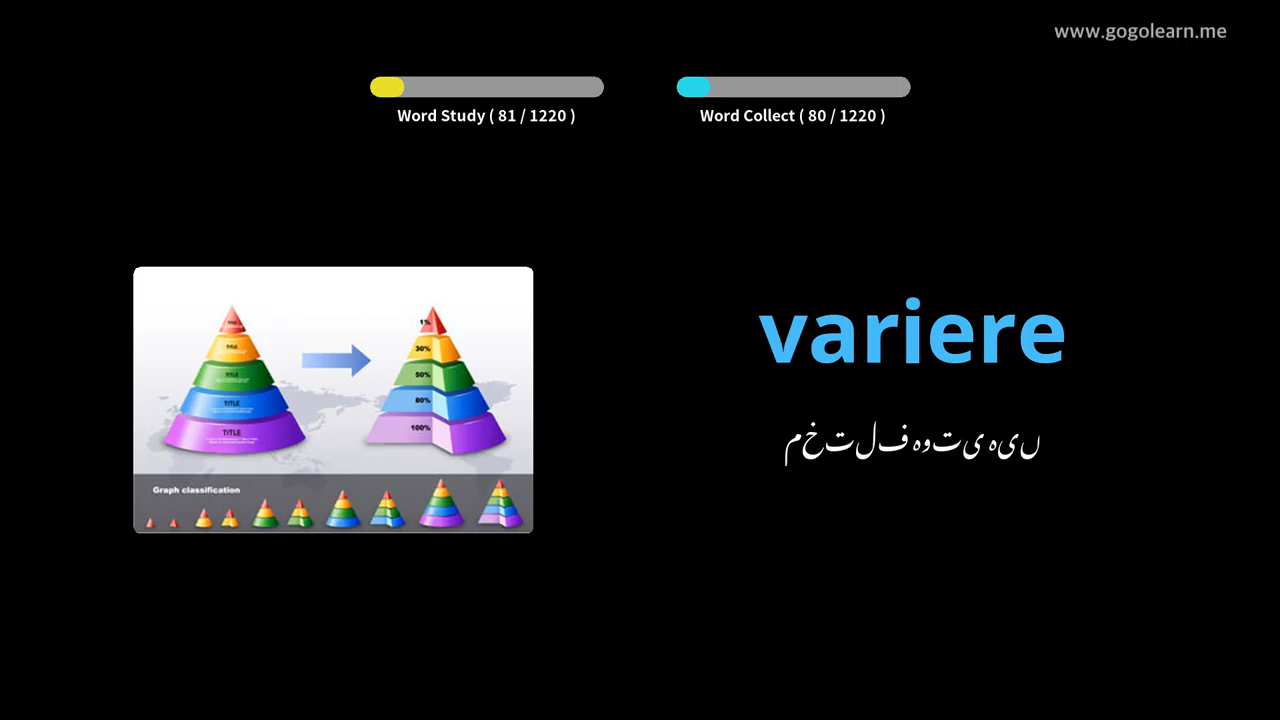 www.gogolearn.me
Word Study ( 81 / 1220 )
Word Collect ( 80 / 1220 )
variere
مختلف ہوتی ہیں
1%
TITLE
30%
TITLE
50%
TITLE
80%
TITLE
100%
Graph classification